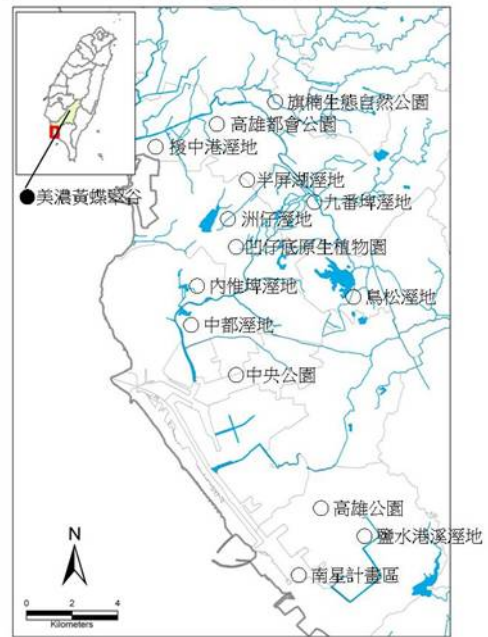 旗楠生態自然公園
高雄都會公園
援中港溼地
半屏湖溼地
美濃黃蝶翠谷
九番埤溼地
洲仔溼地
凹仔底原生植物園
內惟埤溼地
鳥松溼地
中都溼地
中央公園
高雄公園
鹽水港溪溼地
N
南星計畫區
0 2 4
Kilometers